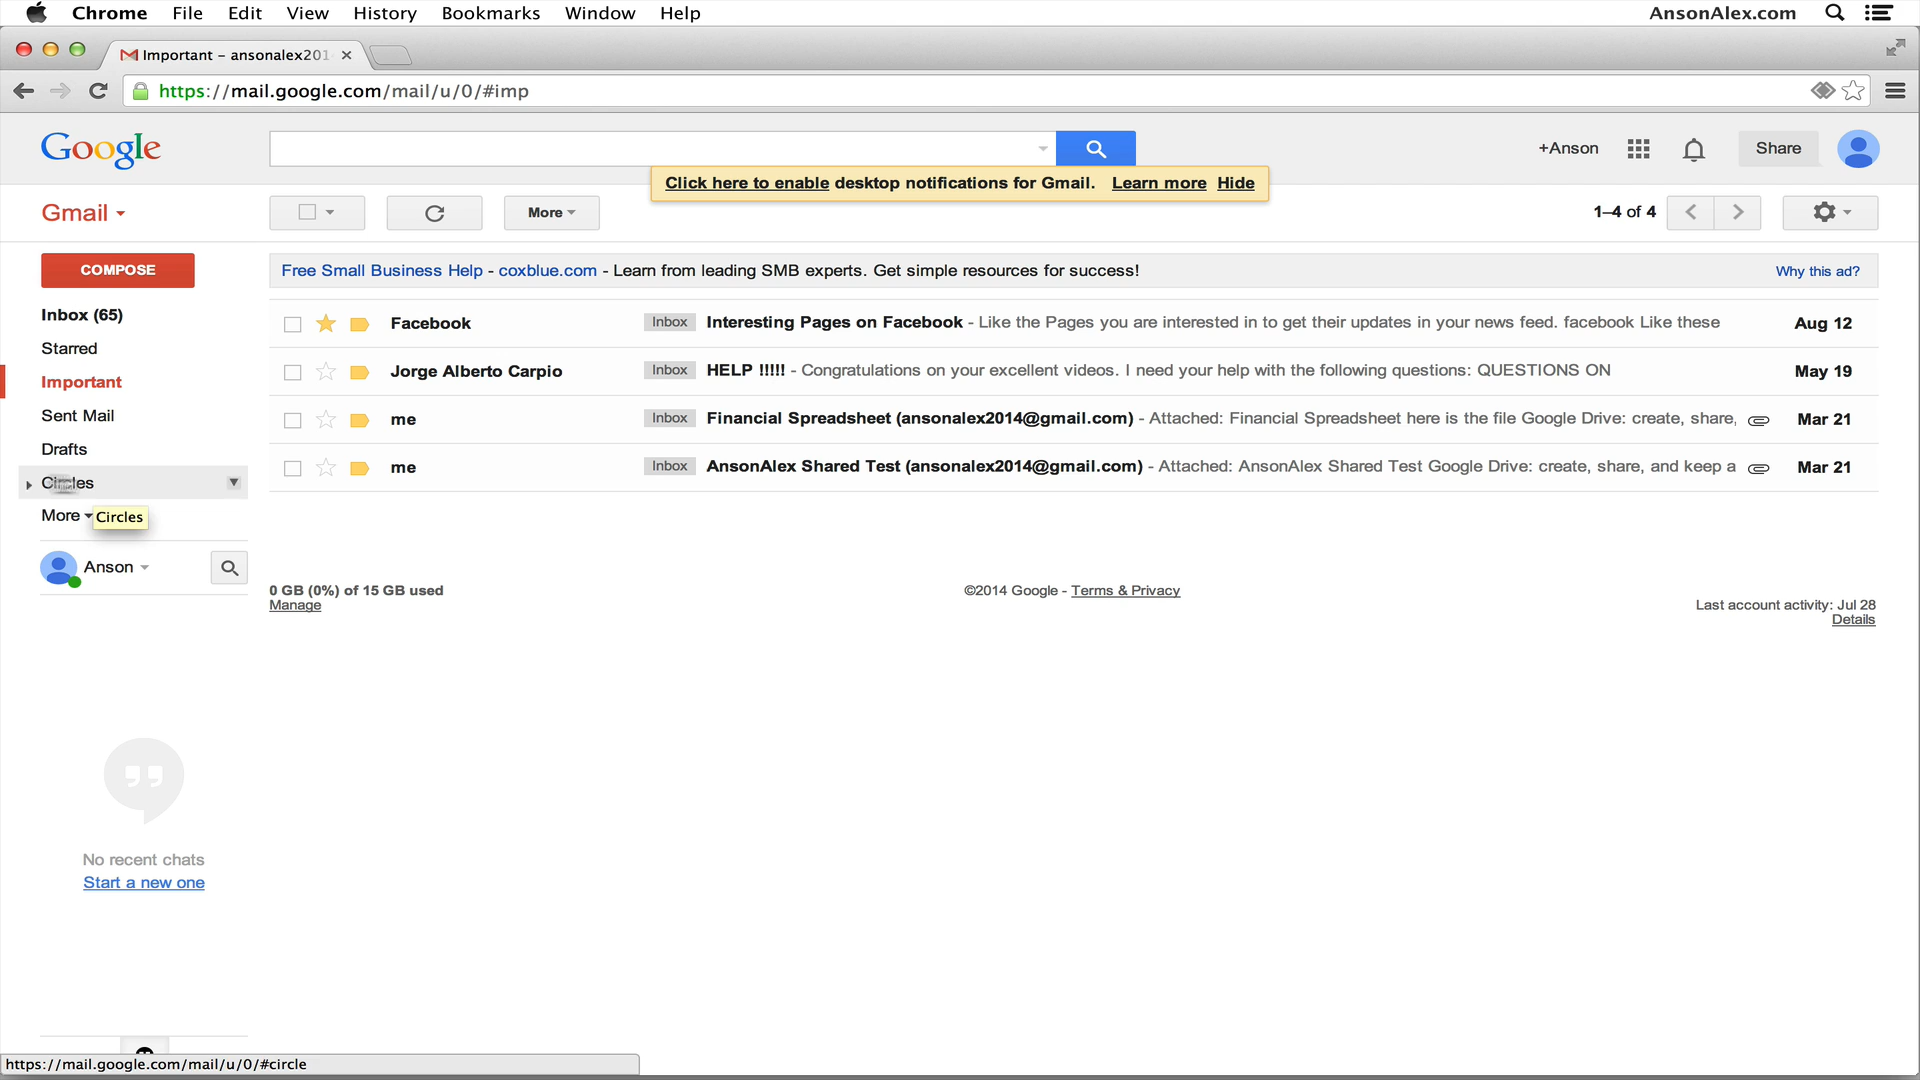 Chrome File Edit View History Bookmarks Window Help AnsonAlex.com
Important - ansonalex201
https://mail.google.com/mail/u/0/#imp
Google +Anson Share
Click here to enable desktop notifications for Gmail. Learn more Hide
Gmail More 1–4 of 4
COMPOSE
Free Small Business Help - coxblue.com - Learn from leading SMB experts. Get simple resources for success! Why this ad?
Inbox (65)
Starred
Important
Sent Mail
Drafts
Circles
More
Circles
Facebook Inbox Interesting Pages on Facebook - Like the Pages you are interested in to get their updates in your news feed. facebook Like these Aug 12
Jorge Alberto Carpio Inbox HELP !!!!! - Congratulations on your excellent videos. I need your help with the following questions: QUESTIONS ON May 19
me Inbox Financial Spreadsheet (ansonalex2014@gmail.com) - Attached: Financial Spreadsheet here is the file Google Drive: create, share, Mar 21
me Inbox AnsonAlex Shared Test (ansonalex2014@gmail.com) - Attached: AnsonAlex Shared Test Google Drive: create, share, and keep a Mar 21
Anson
0 GB (0%) of 15 GB used
Manage
©2014 Google - Terms & Privacy
Last account activity: Jul 28
Details
No recent chats
Start a new one
https://mail.google.com/mail/u/0/#circle